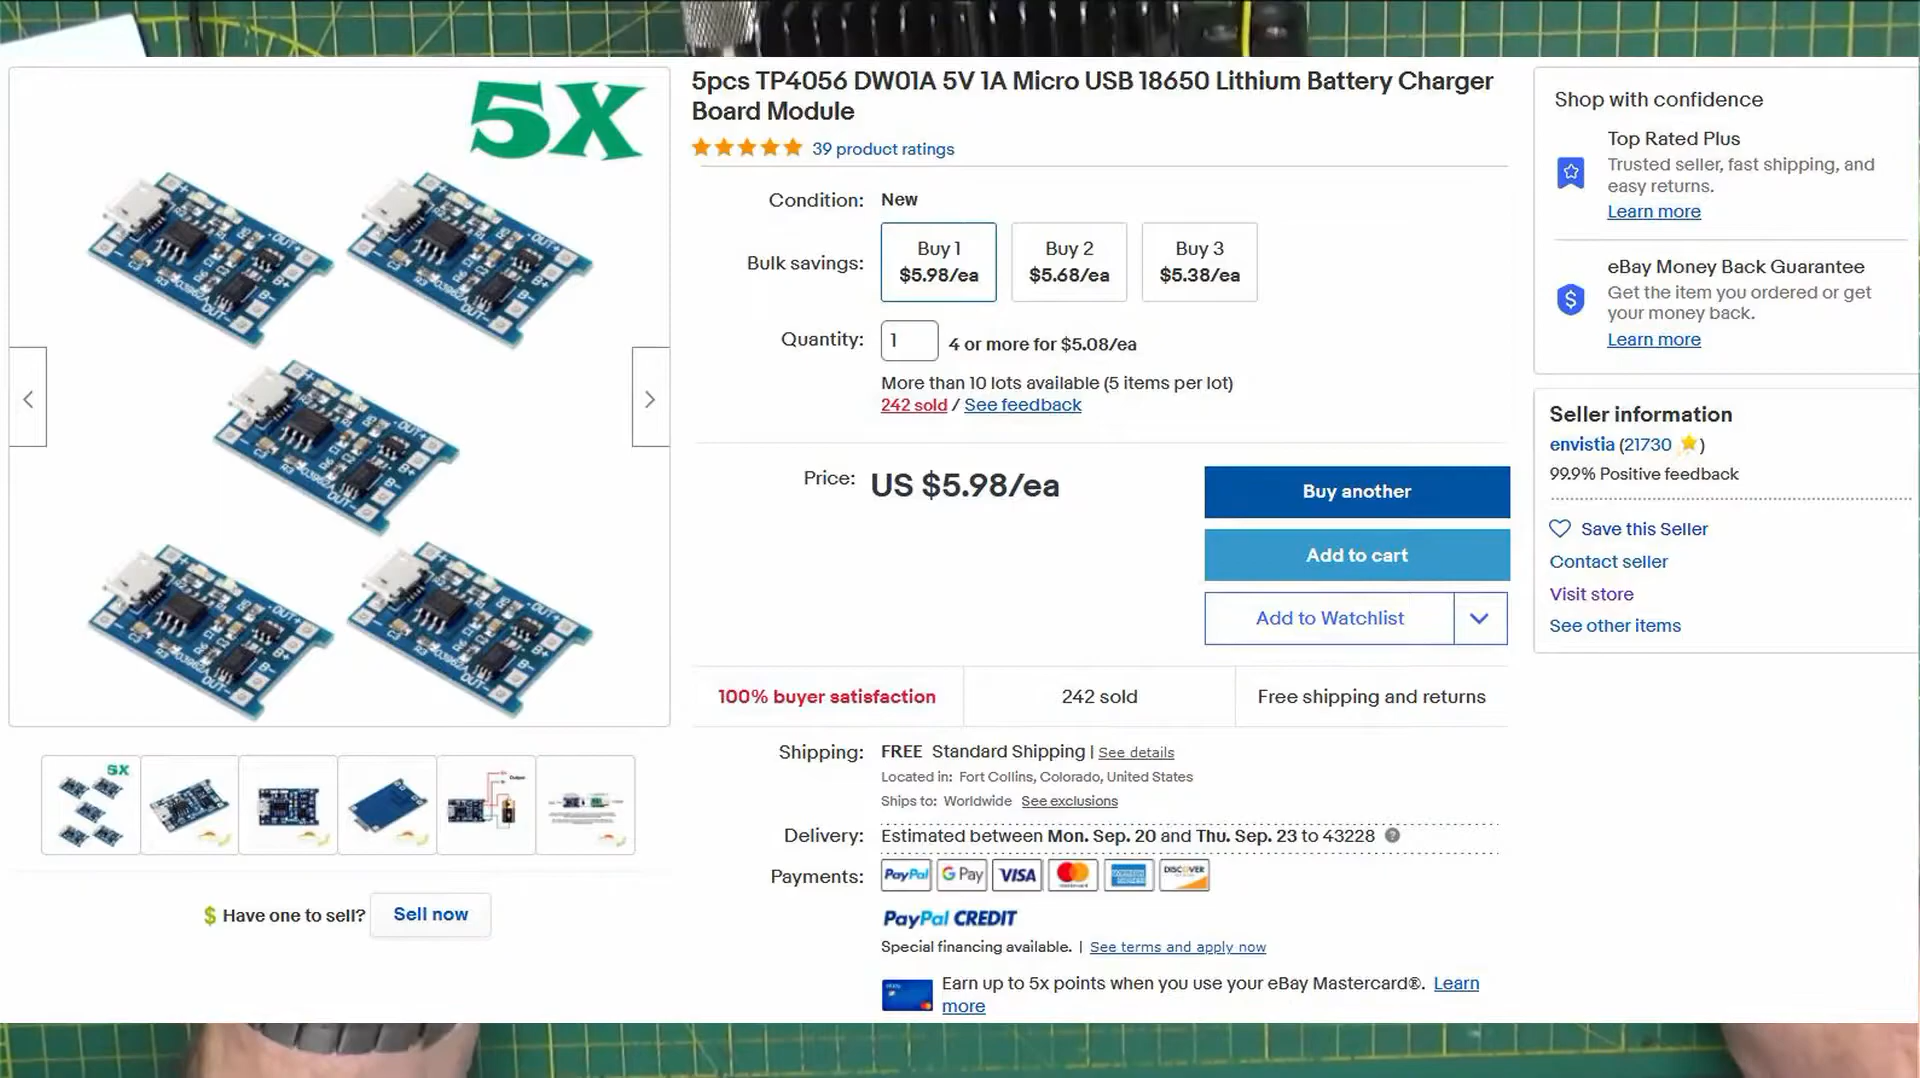 5X
5pcs TP4056 DW01A 5V 1A Micro USB 18650 Lithium Battery Charger
Board Module
39 product ratings
Condition: New
Bulk savings:
Buy 1
$5.98/ea
Buy 2
$5.68/ea
Buy 3
$5.38/ea
Quantity: 1 4 or more for $5.08/ea
More than 10 lots available (5 items per lot)
242 sold / See feedback
Price: US $5.98/ea
Buy another
Add to cart
Add to Watchlist
100% buyer satisfaction
242 sold
Free shipping and returns
Shipping: FREE Standard Shipping | See details
Located in: Fort Collins, Colorado, United States
Ships to: Worldwide See exclusions
Delivery: Estimated between Mon. Sep. 20 and Thu. Sep. 23 to 43228
Payments: PayPal G Pay VISA mastercard DISCOVER
PayPal CREDIT
Special financing available. | See terms and apply now
Earn up to 5x points when you use your eBay Mastercard®. Learn
more
5X
Output
$ Have one to sell? Sell now
Shop with confidence
Top Rated Plus
Trusted seller, fast shipping, and
easy returns.
Learn more
eBay Money Back Guarantee
Get the item you ordered or get
your money back.
Learn more
Seller information
envistia (21730)
99.9% Positive feedback
Save this Seller
Contact seller
Visit store
See other items